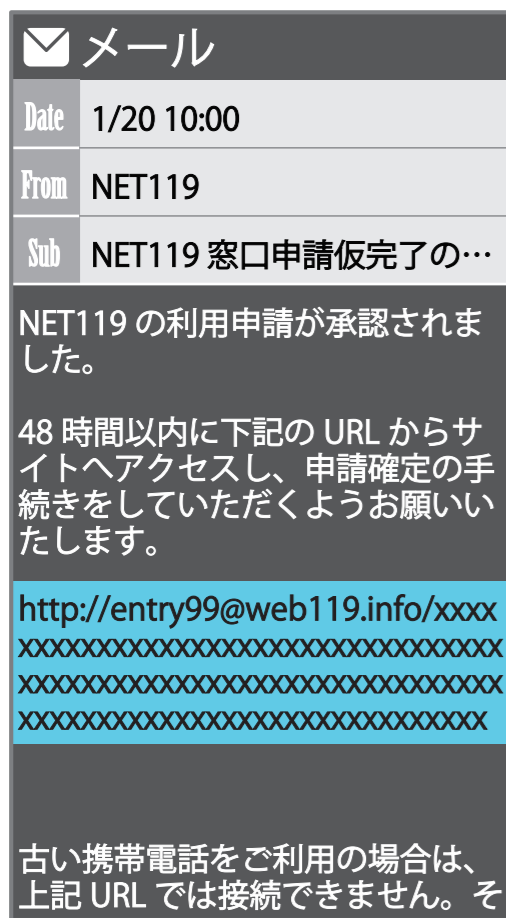 メール
Date 1/20 10:00
From NET119
Sub NET119 窓口申請仮完了の…
NET119 の利用申請が承認されま
した。
48 時間以内に下記の URL からサ
イトへアクセスし、申請確定の手
続きをしていただくようお願いい
たします。
http://entry99@web119.info/xxxx
xxxxxxxxxxxxxxxxxxxxxxxxxxxxxxx
xxxxxxxxxxxxxxxxxxxxxxxxxxxxxxx
xxxxxxxxxxxxxxxxxxxxxxxxxxxxxx
古い携帯電話をご利用の場合は、
上記 URL では接続できません。そ